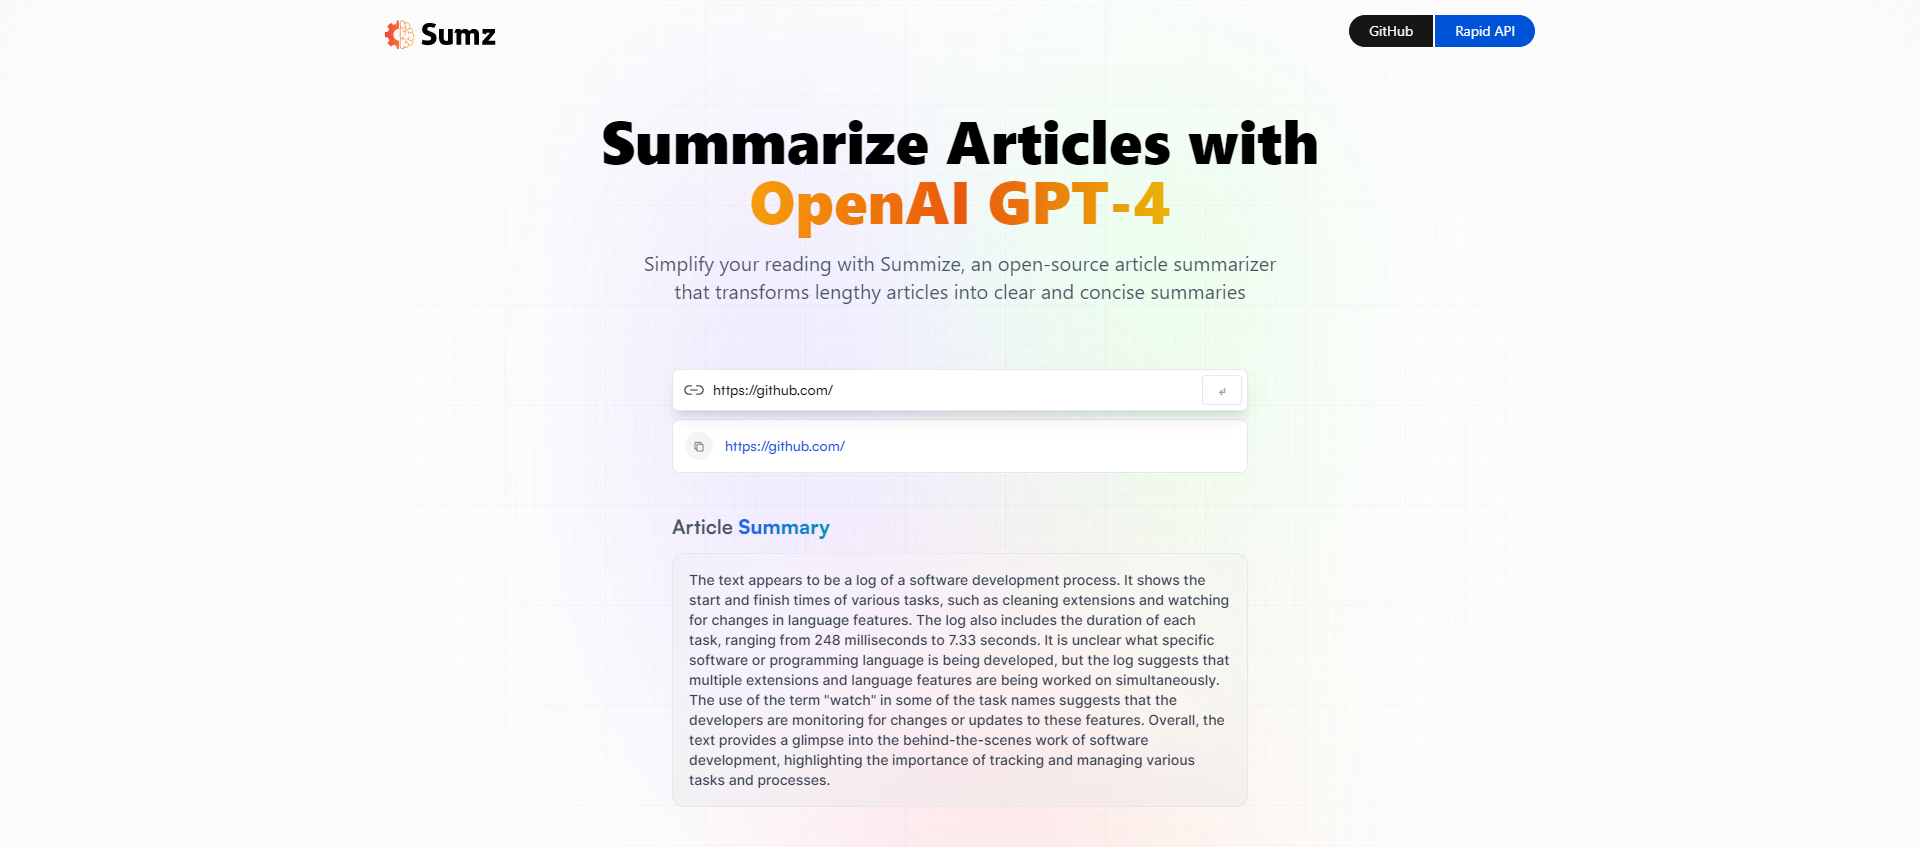 Sumz
GitHub
Rapid API
Summarize Articles with
OpenAI GPT-4
Simplify your reading with Summize, an open-source article summarizer
that transforms lengthy articles into clear and concise summaries
https://github.com/
https://github.com/
Article Summary
The text appears to be a log of a software development process. It shows the
start and finish times of various tasks, such as cleaning extensions and watching
for changes in language features. The log also includes the duration of each
task, ranging from 248 milliseconds to 7.33 seconds. It is unclear what specific
software or programming language is being developed, but the log suggests that
multiple extensions and language features are being worked on simultaneously.
The use of the term "watch" in some of the task names suggests that the
developers are monitoring for changes or updates to these features. Overall, the
text provides a glimpse into the behind-the-scenes work of software
development, highlighting the importance of tracking and managing various
tasks and processes.